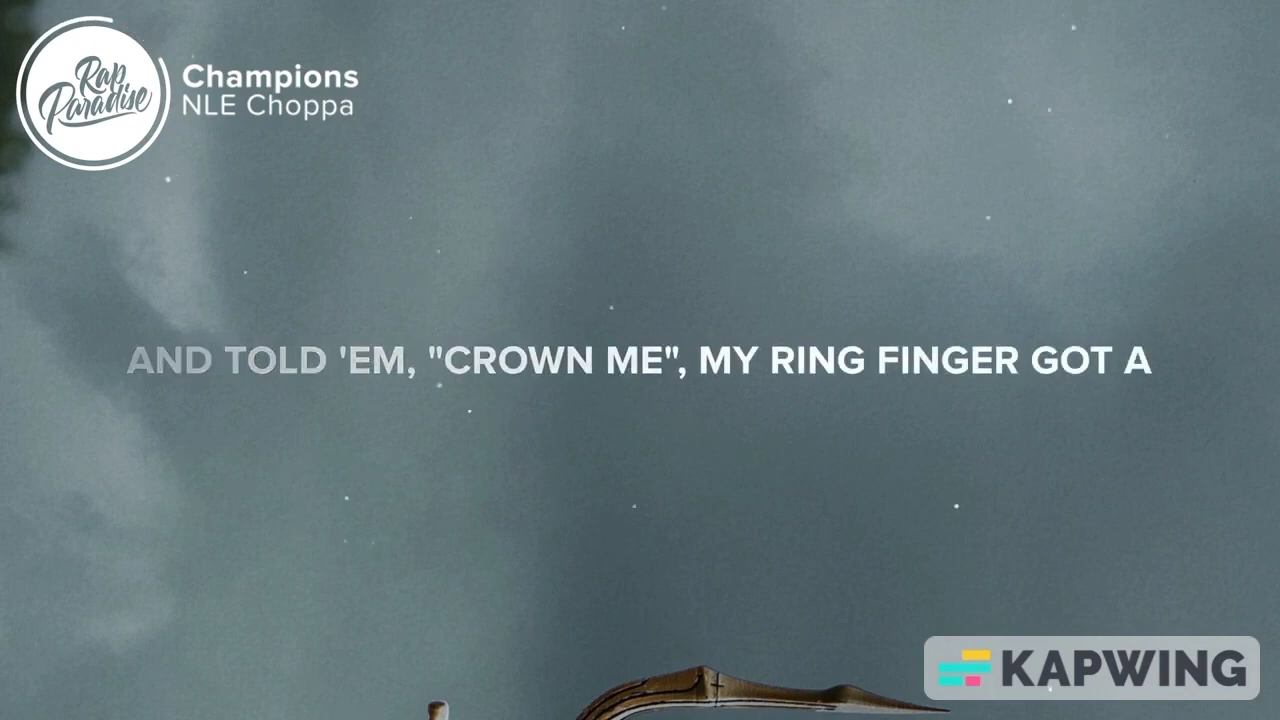 Rap
Paradise
Champions
NLE Choppa
AND TOLD 'EM, "CROWN ME", MY RING FINGER GOT A
KAPWING